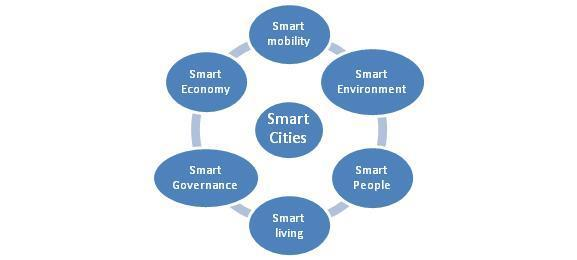 Smart
mobility
Smart
Economy
Smart
Environment
Smart
Cities
Smart
Governance
Smart
People
Smart
living